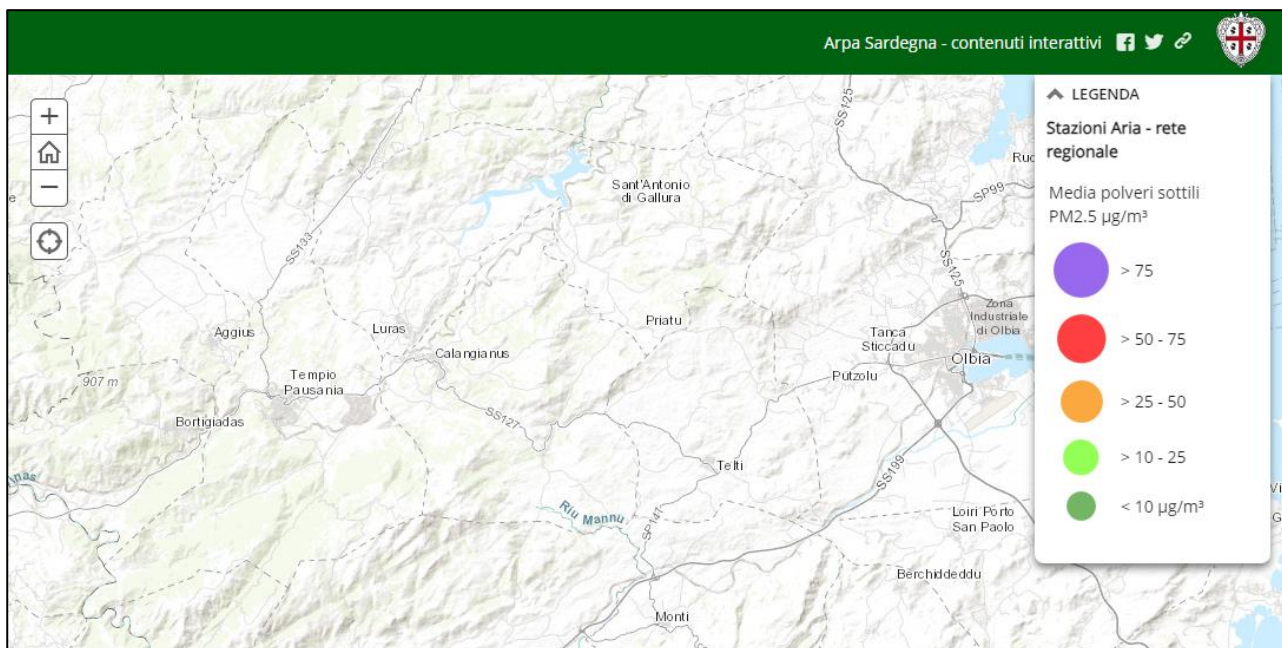 Arpa Sardegna - contenuti interattivi
LEGENDA
Stazioni Aria - rete
regionale
Media polveri sottili
PM2.5 µg/m³
> 75
> 50 - 75
> 25 - 50
> 10 - 25
< 10 µg/m³
+
−
SS125
SP99
Sant'Antonio
di Gallura
SS133
SS125
Zona
Industriale
di Olbia
Priatu
Aggius
Luras
Calangianus
Tanca
Sticcadu
Olbia
Putzolu
907 m
Tempio
Pausania
Bortigiadas
SS127
Telti
SS199
Riu Mannu
SP147
Loiri Porto
San Paolo
Berchiddeddu
Monti